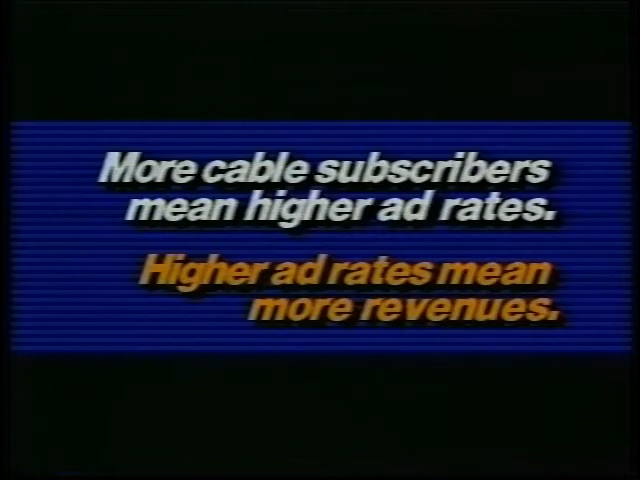 More cable subscribers
mean higher ad rates.
Higher ad rates mean
more revenues.